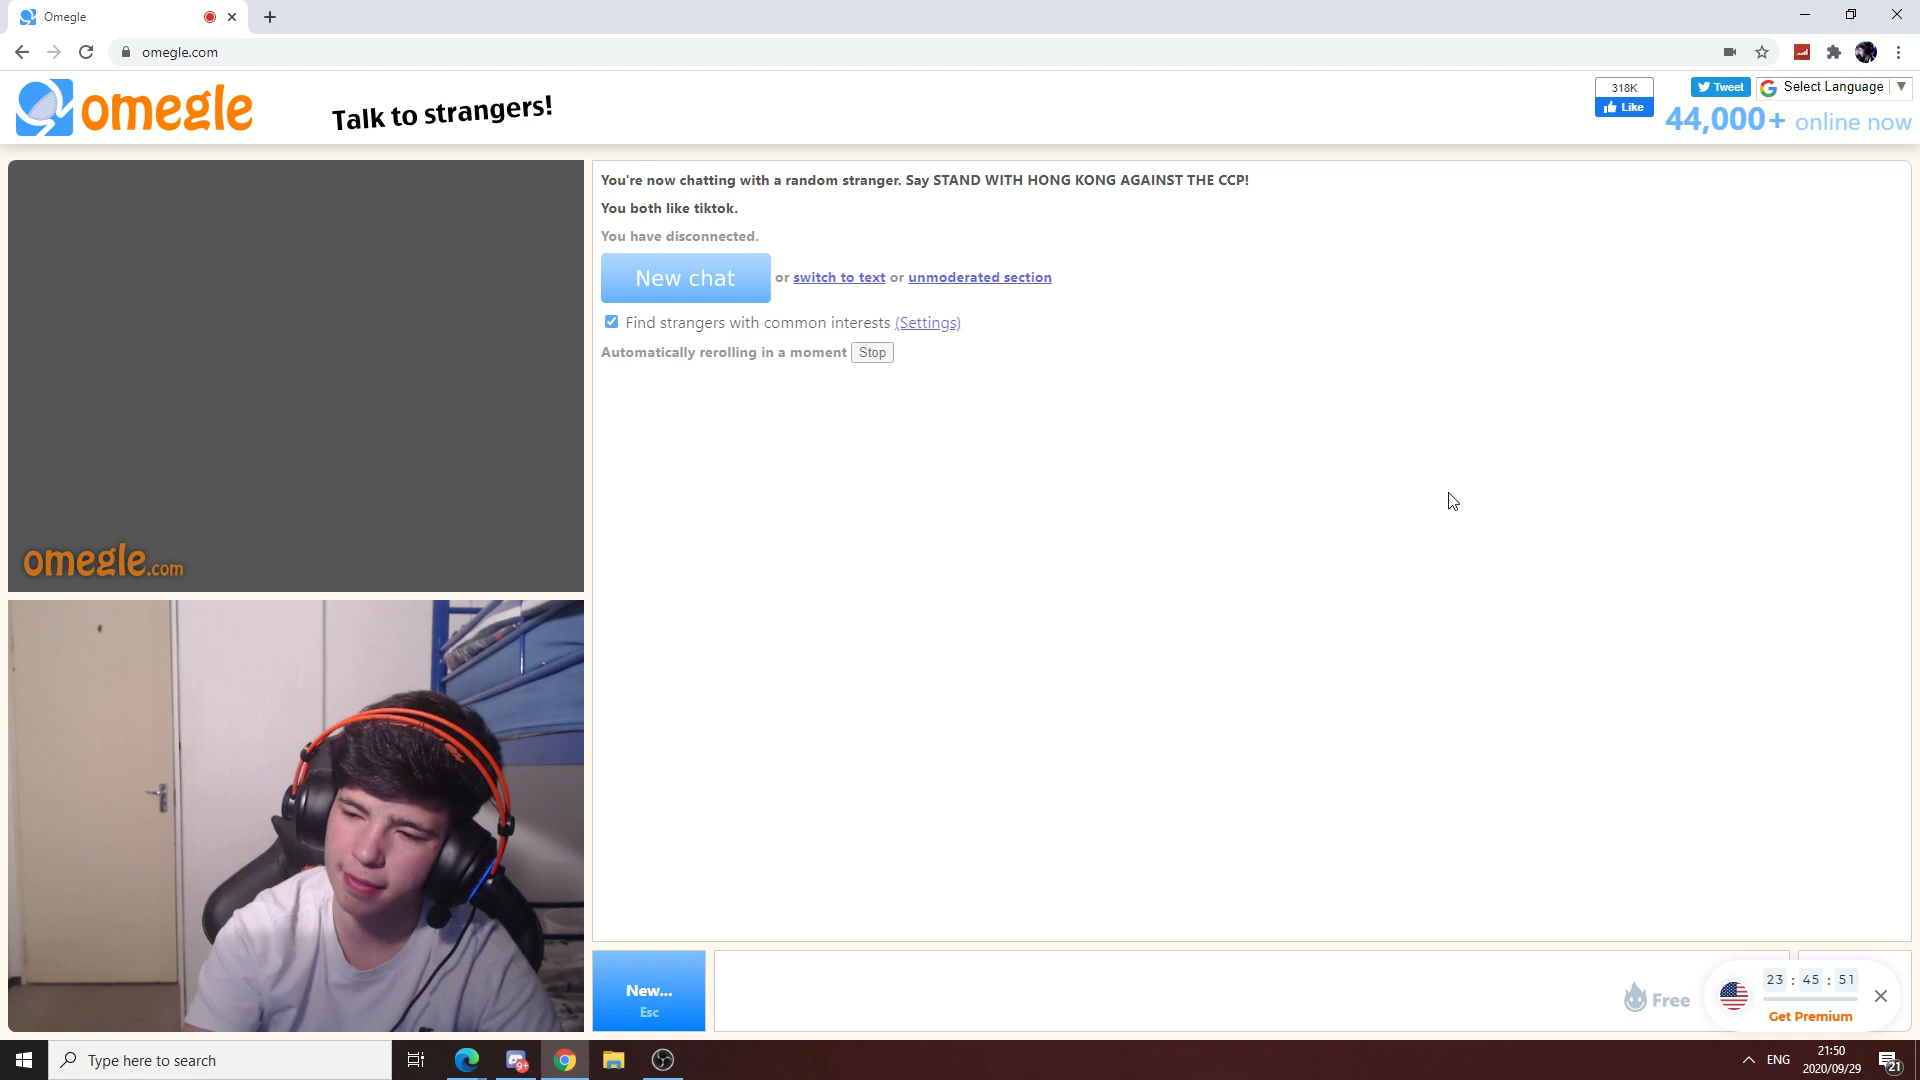 Omegle
omegle.com
omegle
Talk to strangers!
318K
Like
Tweet
Select Language
44,000+ online now
You're now chatting with a random stranger. Say STAND WITH HONG KONG AGAINST THE CCP!
You both like tiktok.
You have disconnected.
New chat or switch to text or unmoderated section
Find strangers with common interests (Settings)
Automatically rerolling in a moment Stop
omegle.com
New...
Esc
Free
23 : 45 : 51
Get Premium
Type here to search
9+
ENG
21:50
2020/09/29
21